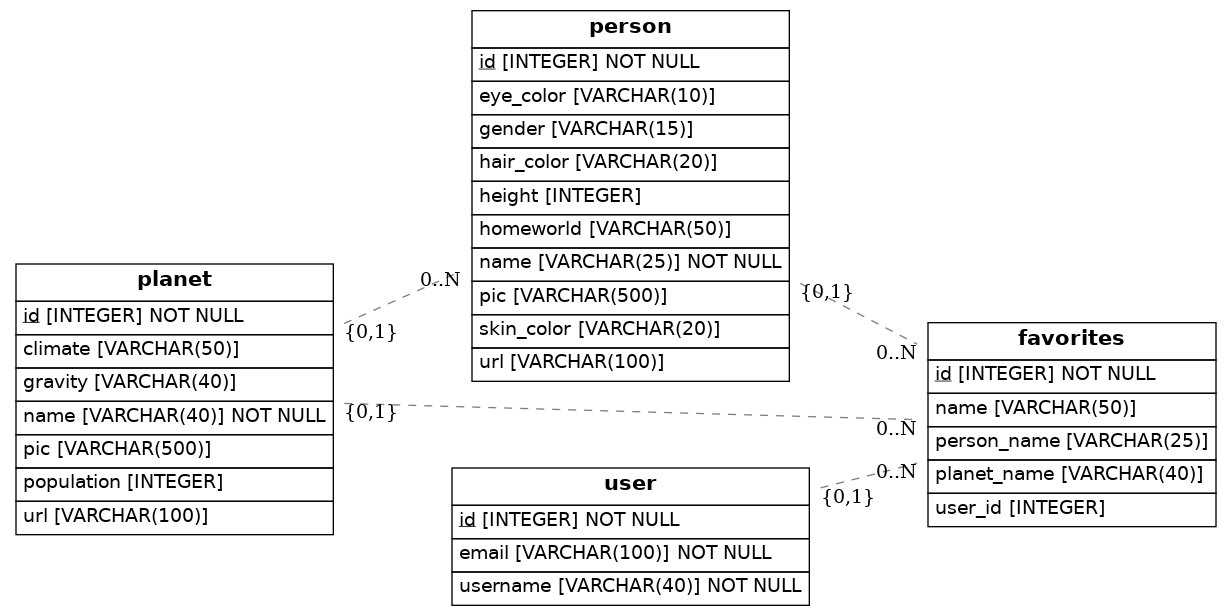 person
id [INTEGER] NOT NULL
eye_color [VARCHAR(10)]
gender [VARCHAR(15)]
hair_color [VARCHAR(20)]
height [INTEGER]
homeworld [VARCHAR(50)]
name [VARCHAR(25)] NOT NULL
pic [VARCHAR(500)]
skin_color [VARCHAR(20)]
url [VARCHAR(100)]
planet
id [INTEGER] NOT NULL
climate [VARCHAR(50)]
gravity [VARCHAR(40)]
name [VARCHAR(40)] NOT NULL
pic [VARCHAR(500)]
population [INTEGER]
url [VARCHAR(100)]
0..N
{0,1}
{0,1}
0..N
{0,1}
0..N
0..N
{0,1}
favorites
id [INTEGER] NOT NULL
name [VARCHAR(50)]
person_name [VARCHAR(25)]
planet_name [VARCHAR(40)]
user_id [INTEGER]
user
id [INTEGER] NOT NULL
email [VARCHAR(100)] NOT NULL
username [VARCHAR(40)] NOT NULL